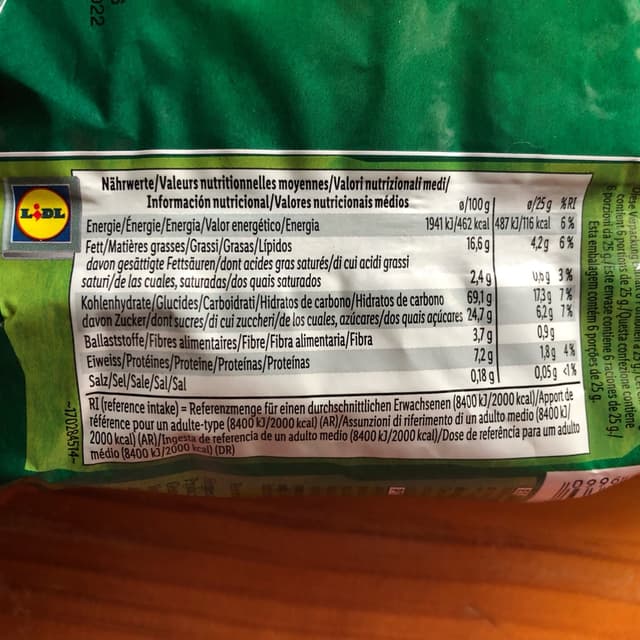 022
LIDL
Nährwerte/Valeurs nutritionnelles moyennes/Valori nutrizionali medi/
Información nutricional/Valores nutricionais médios ø/100 g ø/25 g %RI
Energie/Énergie/Energia/Valor energético/Energia 1941 kJ/462 kcal 487 kJ/116 kcal 6%
Fett/Matières grasses/Grassi/Grasas/Lípidos 16,6 g 4,2 g 6%
davon gesättigte Fettsäuren/dont acides gras saturés/di cui acidi grassi
saturi/de las cuales, saturadas/dos quais saturados 2,4 g 0,6 g 3%
Kohlenhydrate/Glucides/Carboidrati/Hidratos de carbono/Hidratos de carbono 69,1 g 17,3 g 7%
davon Zucker/dont sucres/di cui zuccheri/de los cuales, azúcares/dos quais açúcares 24,7 g 6,2 g 7%
Ballaststoffe/Fibres alimentaires/Fibre/Fibra alimentaria/Fibra 3,7 g 0,9 g
Eiweiss/Protéines/Proteine/Proteínas/Proteínas 7,2 g 1,8 g 4%
Salz/Sel/Sale/Sal/Sal 0,18 g 0,05 g <1%
RI (reference intake) = Referenzmenge für einen durchschnittlichen Erwachsenen (8400 kJ/2000 kcal)/Apport de
référence pour un adulte-type (8400 kJ/2000 kcal) (AR)/Assunzioni di riferimento di un adulto medio (8400 kJ/
2000 kcal) (AR)/Ingesta de referencia de un adulto medio (8400 kJ/2000 kcal)/Dose de referência para um adulto
médio (8400 kJ/2000 kcal) (DR)
~170284514~
contient 6 portions de 25 g./Questa confezione contiene
6 porzioni da 25 g./Este envase contiene 6 raciones de 25 g./
Esta embalagem contém 6 porções de 25 g.